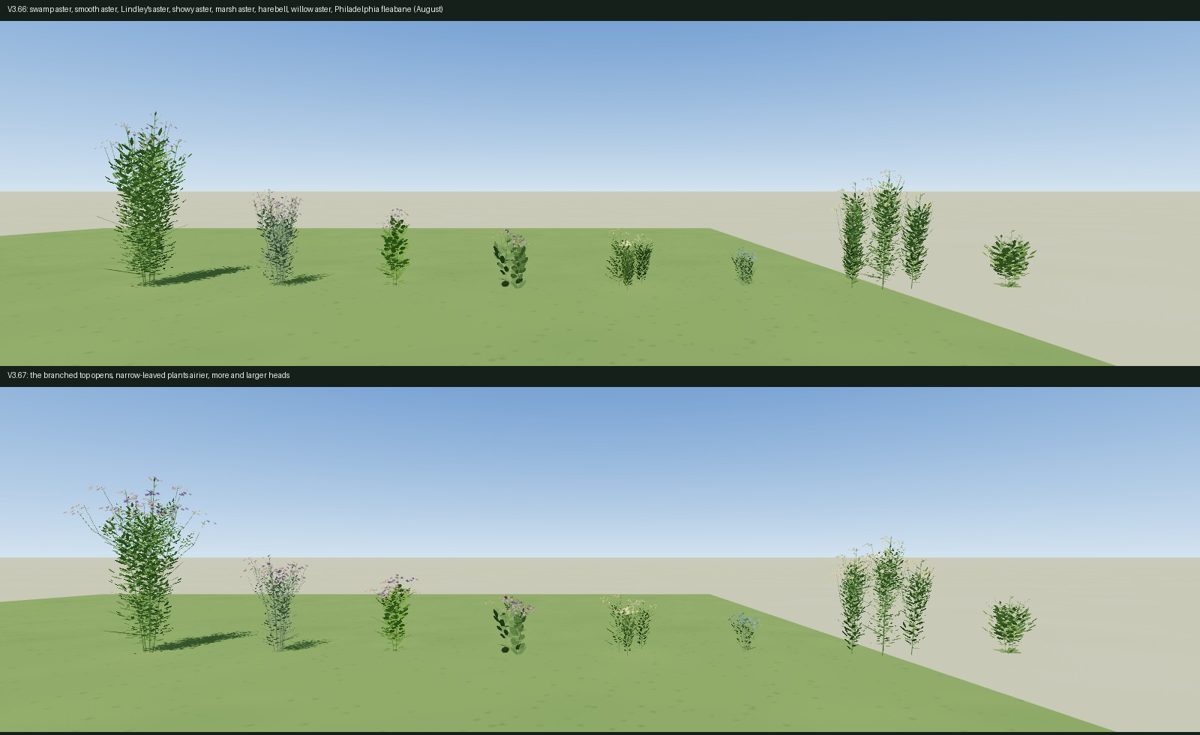 V3.66: swamp aster, smooth aster, Lindley's aster, showy aster, marsh aster, harebell, willow aster, Philadelphia fleabane (August)
V3.67: the branched top opens, narrow-leaved plants airier, more and larger heads